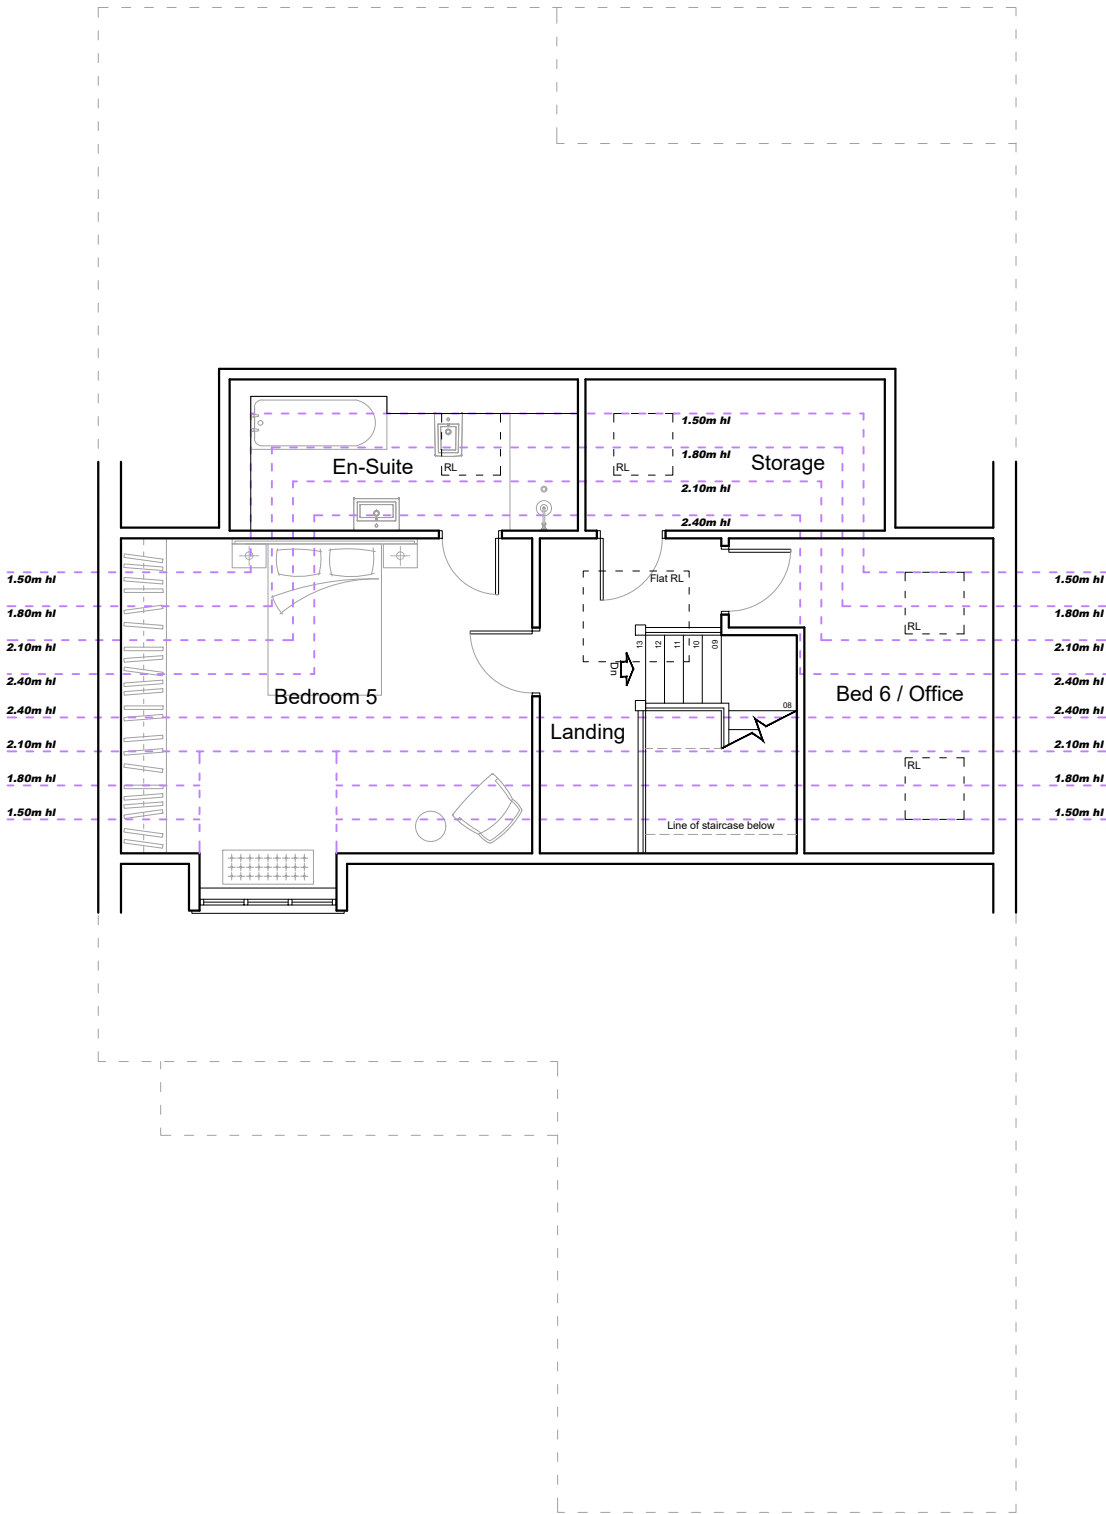 1.50m hl
1.80m hl
Storage
En-Suite
RL
RL
2.10m hl
2.40m hl
1.50m hl
Flat RL
1.50m hl
1.80m hl
RL
1.80m hl
2.10m hl
13
12
11
10
09
2.10m hl
Dn
2.40m hl
2.40m hl
Bedroom 5
Bed 6 / Office
08
2.40m hl
2.40m hl
Landing
2.10m hl
2.10m hl
RL
1.80m hl
1.80m hl
1.50m hl
1.50m hl
Line of staircase below